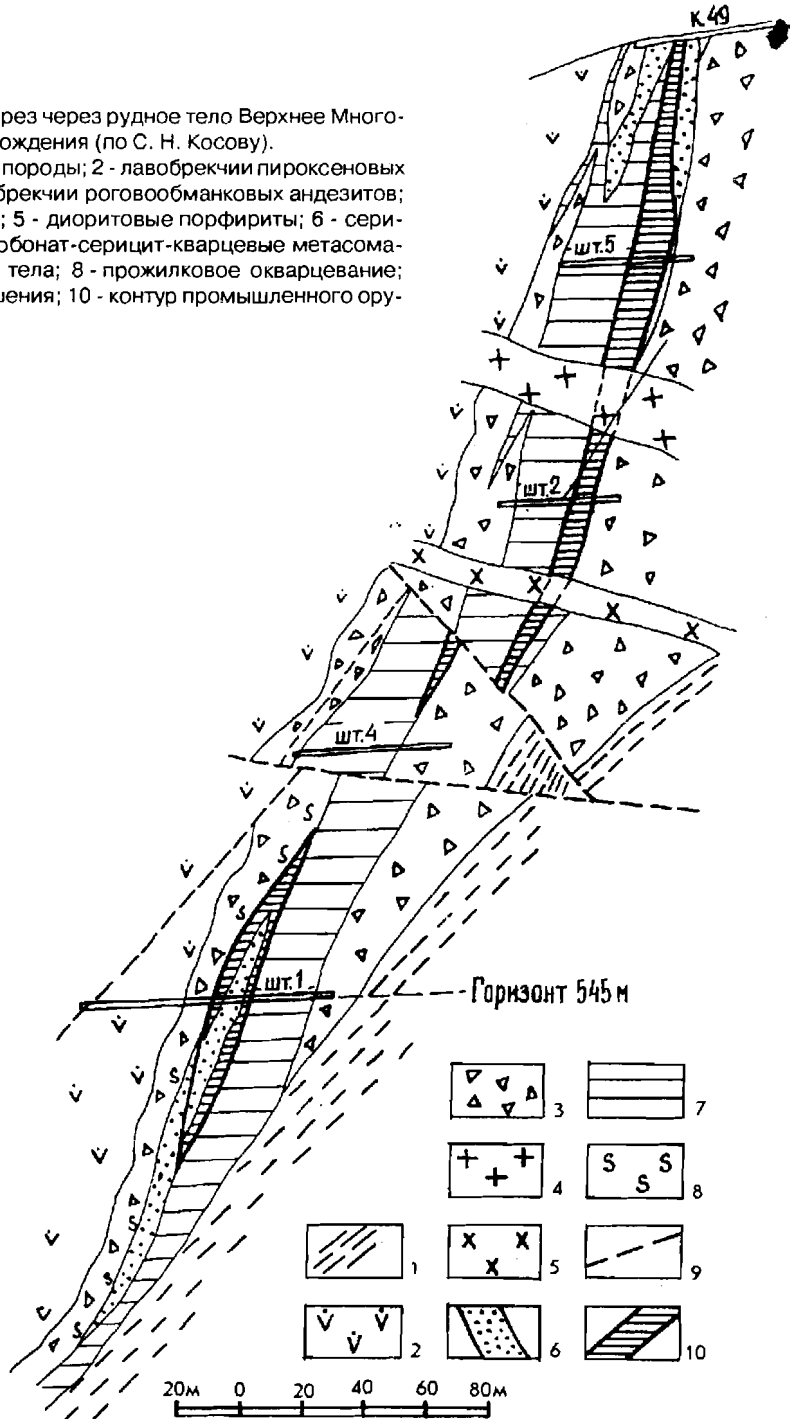 К 49
рез через рудное тело Верхнее Много-
ождения (по С. Н. Косову).
породы; 2 - лавобрекчии пироксеновых
брекчии роговообманковых андезитов;
; 5 - диоритовые порфириты; 6 - сери-
рбонат-серицит-кварцевые метасома-
тела; 8 - прожилковое окварцевание;
шения; 10 - контур промышленного ору-
шт.5
шт.2
шт.4
шт.1
Горизонт 545 м
3 7
4 8
1 5 9
2 6 10
20м 0 20 40 60 80м